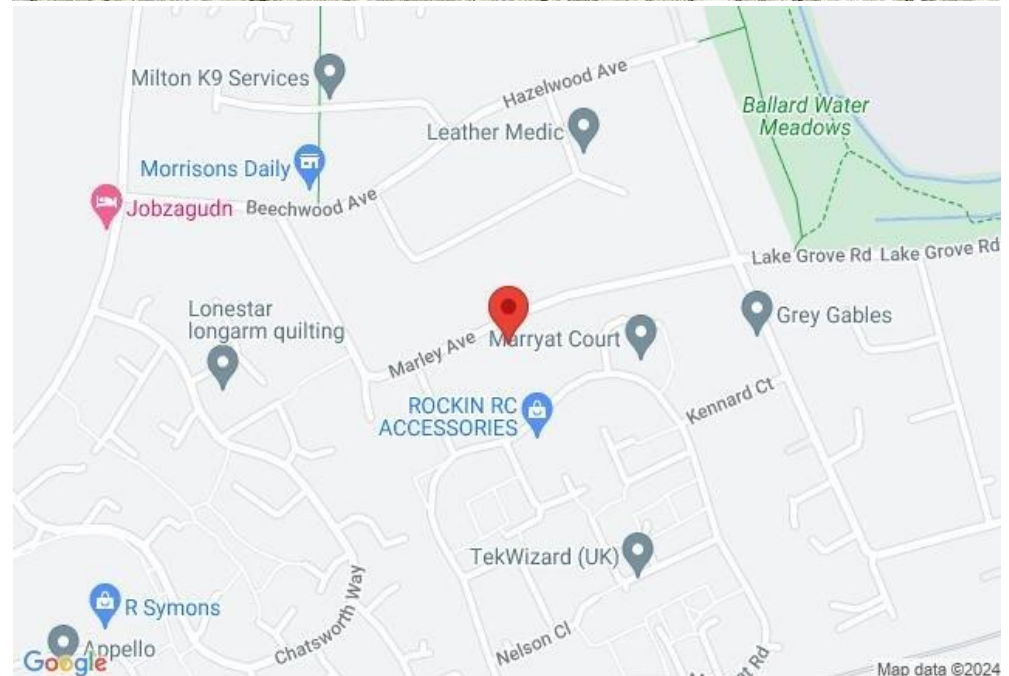 Milton K9 Services
Hazelwood Ave
Ballard Water
Meadows
Leather Medic
Morrisons Daily
Jobzagudn
Beechwood Ave
Lake Grove Rd
Lake Grove Rd
Lonestar
longarm quilting
Grey Gables
Marryat Court
Marley Ave
ROCKIN RC
ACCESSORIES
Kennard Ct
TekWizard (UK)
R Symons
Chatsworth Way
Nelson Cl
Appello
Rd
Google
Map data ©2024